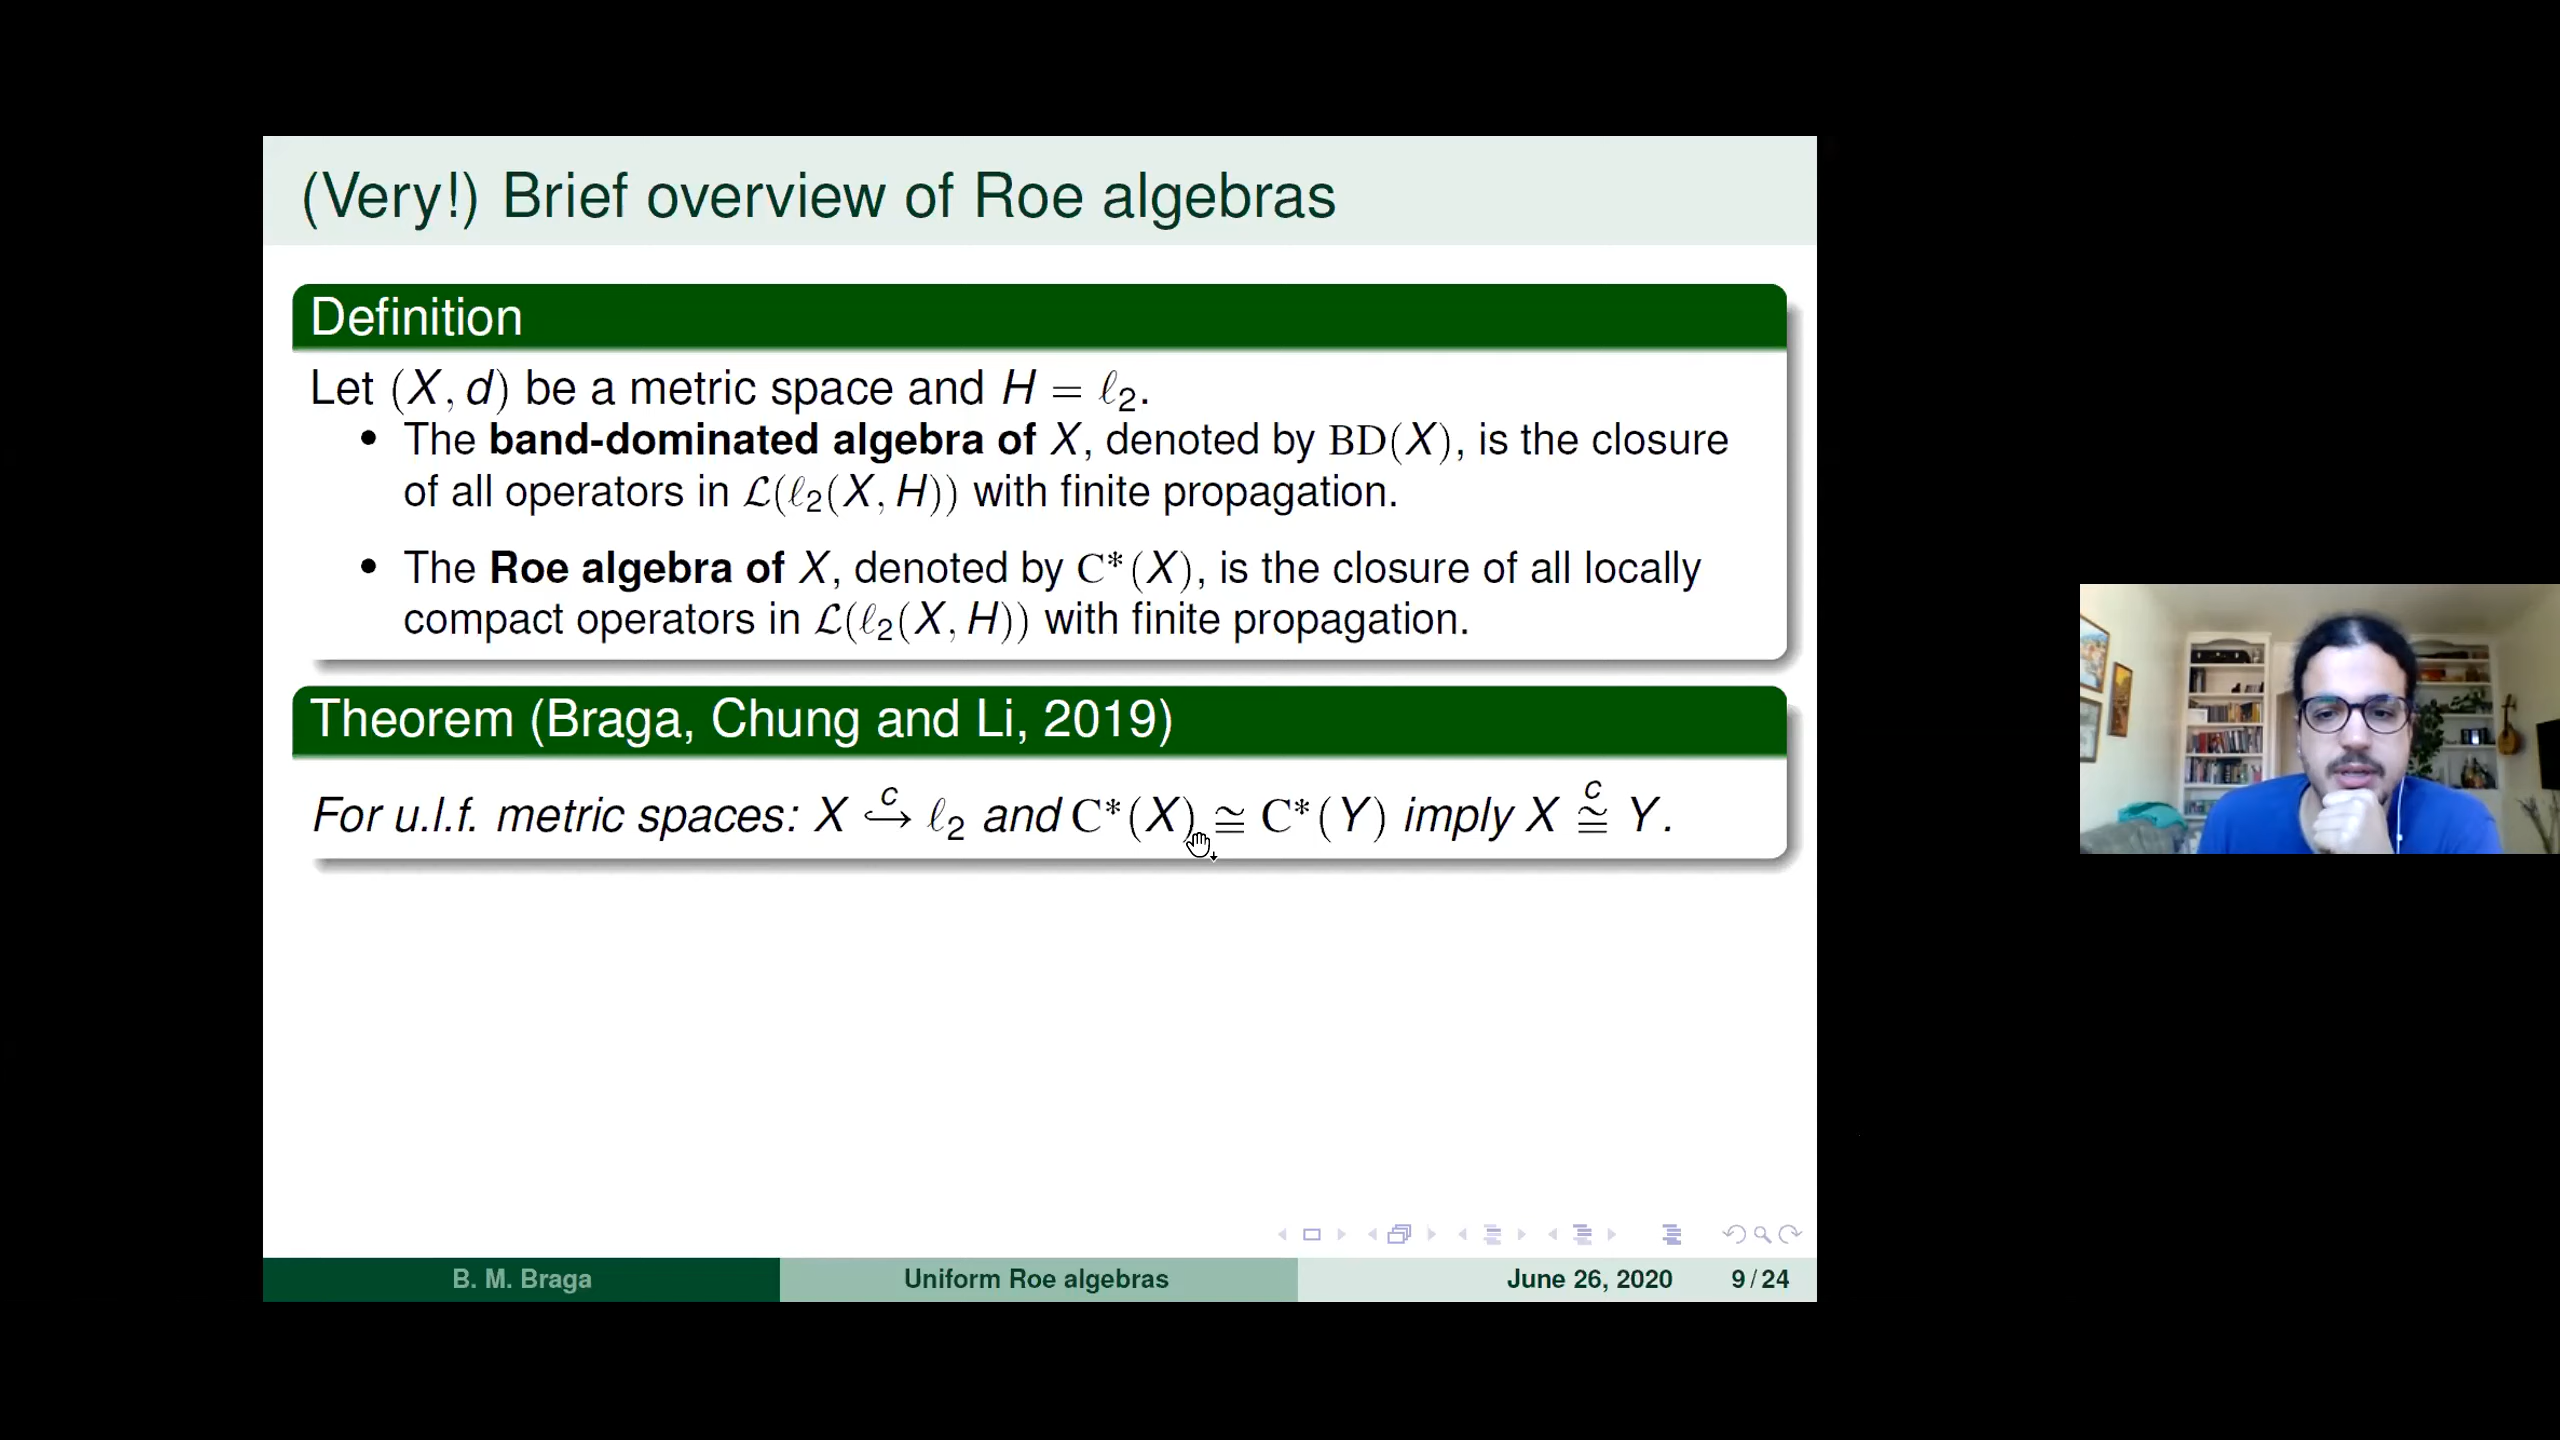 (Very!) Brief overview of Roe algebras
Definition
Let (X, d) be a metric space and H = ℓ₂.
• The band-dominated algebra of X, denoted by BD(X), is the closure
of all operators in ℒ(ℓ₂(X, H)) with finite propagation.
• The Roe algebra of X, denoted by C*(X), is the closure of all locally
compact operators in ℒ(ℓ₂(X, H)) with finite propagation.
Theorem (Braga, Chung and Li, 2019)
For u.l.f. metric spaces: X ↪ᶜ ℓ₂ and C*(X) ≅ C*(Y) imply X ≅ᶜ Y.
B. M. Braga Uniform Roe algebras June 26, 2020 9 / 24